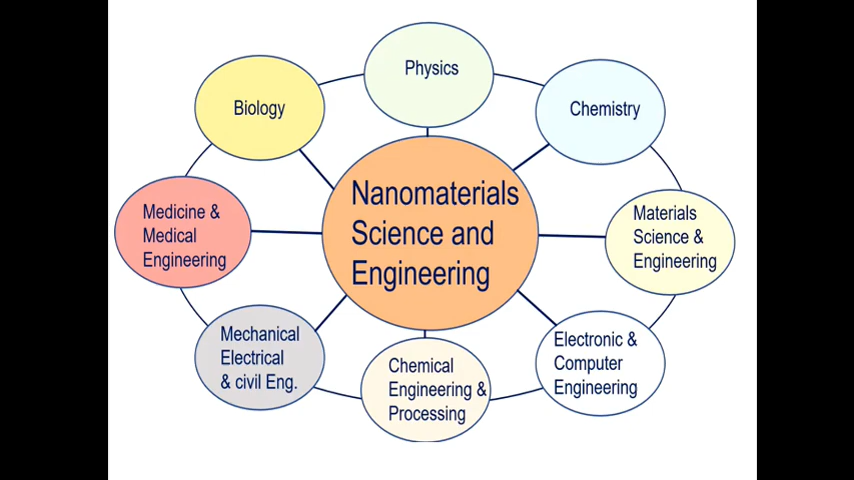 Physics
Biology
Chemistry
Nanomaterials
Science and
Engineering
Medicine &
Medical
Engineering
Materials
Science &
Engineering
Mechanical
Electrical
& civil Eng.
Chemical
Engineering &
Processing
Electronic &
Computer
Engineering